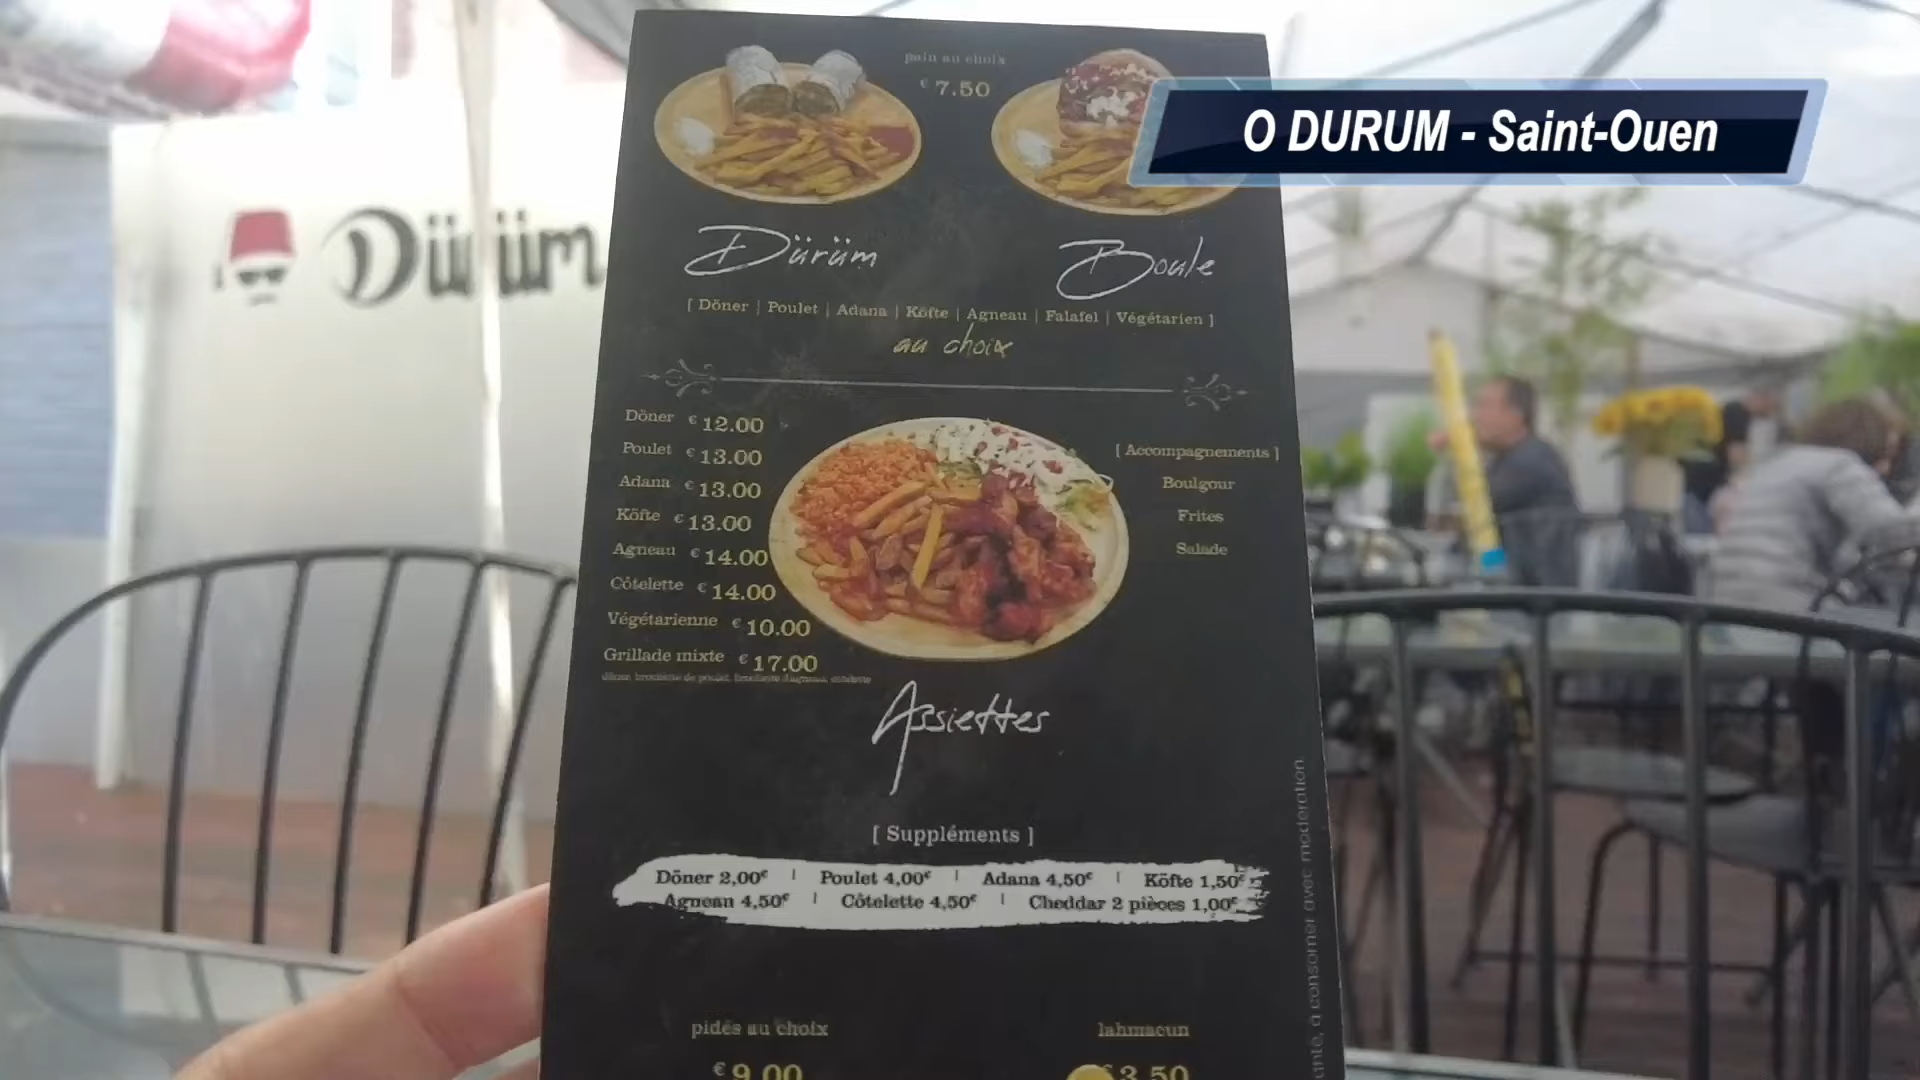 pain au choix
€ 7.50
O DURUM - Saint-Ouen
Dürüm
Dürüm
Boule
[ Döner | Poulet | Adana | Köfte | Agneau | Falafel | Végétarien ]
au choix
Döner € 12.00
Poulet € 13.00
Adana € 13.00
Köfte € 13.00
Agneau € 14.00
Côtelette € 14.00
Végétarienne € 10.00
Grillade mixte € 17.00
[ Accompagnements ]
Boulgour
Frites
Salade
Assiettes
[ Suppléments ]
Döner 2,00€ | Poulet 4,00€ | Adana 4,50€ | Köfte 1,50€
Agneau 4,50€ | Côtelette 4,50€ | Cheddar 2 pièces 1,00€
pidés au choix
€ 9.00
lahmacun
€ 3.50
à consommer avec modération